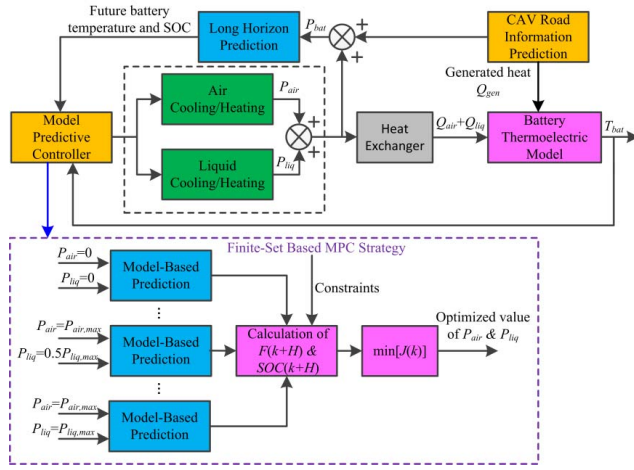 Future battery
temperature and SOC
Long Horizon
Prediction
P_bat
+
+
CAV Road
Information
Prediction
Generated heat
Q_gen
Air
Cooling/Heating
P_air
+
+
Liquid
Cooling/Heating
P_liq
Model
Predictive
Controller
Heat
Exchanger
Q_air+Q_liq
Battery
Thermoelectric
Model
T_bat
Finite-Set Based MPC Strategy
P_air=0
P_liq=0
Model-Based
Prediction
...
P_air=P_air,max
P_liq=0.5P_liq,max
Model-Based
Prediction
...
P_air=P_air,max
P_liq=P_liq,max
Model-Based
Prediction
Constraints
Calculation of
F(k+H) &
SOC(k+H)
min[J(k)]
Optimized value
of P_air & P_liq